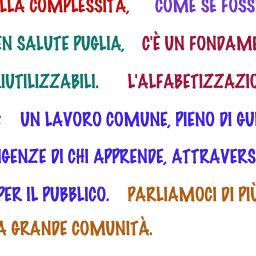 LLA COMPLESSITÀ, COME SE FOSS
EN SALUTE PUGLIA, C'È UN FONDAME
IUTILIZZABILI. L'ALFABETIZZAZIO
UN LAVORO COMUNE, PIENO DI GU
IGENZE DI CHI APPRENDE, ATTRAVERS
PER IL PUBBLICO. PARLIAMOCI DI PIÙ
A GRANDE COMUNITÀ.